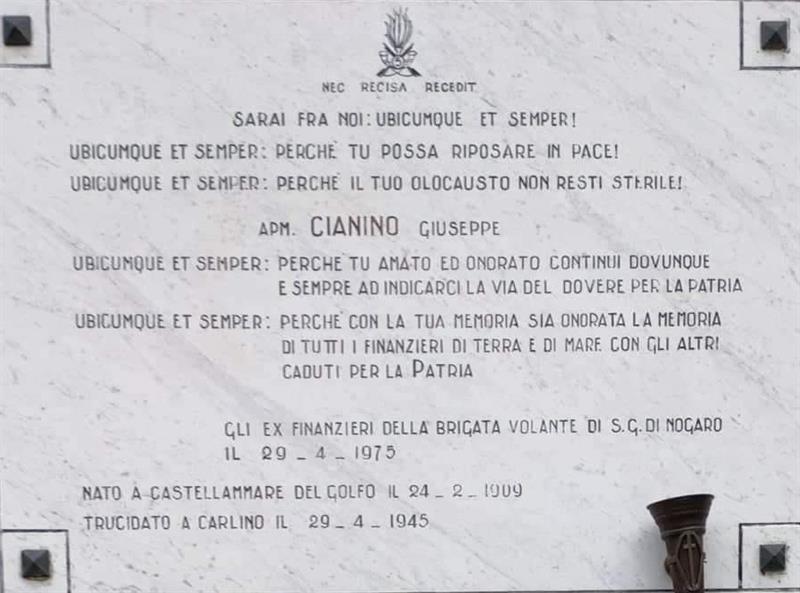 NEC RECISA RECEDIT
SARAI FRA NOI: UBICUMQUE ET SEMPER!
UBICUMQUE ET SEMPER: PERCHÈ TU POSSA RIPOSARE IN PACE!
UBICUMQUE ET SEMPER: PERCHÈ IL TUO OLOCAUSTO NON RESTI STERILE!
APM. CIANINO GIUSEPPE
UBICUMQUE ET SEMPER: PERCHÈ TU AMATO ED ONORATO CONTINUI DOVUNQUE
E SEMPRE AD INDICARCI LA VIA DEL DOVERE PER LA PATRIA
UBICUMQUE ET SEMPER: PERCHÈ CON LA TUA MEMORIA SIA ONORATA LA MEMORIA
DI TUTTI I FINANZIERI DI TERRA E DI MARE CON GLI ALTRI
CADUTI PER LA PATRIA
GLI EX FINANZIERI DELLA BRIGATA VOLANTE DI S.G. DI NOGARO
IL 29 - 4 - 1975
NATO A CASTELLAMMARE DEL GOLFO IL 24 - 2 - 1909
TRUCIDATO A CARLINO IL 29 - 4 - 1945